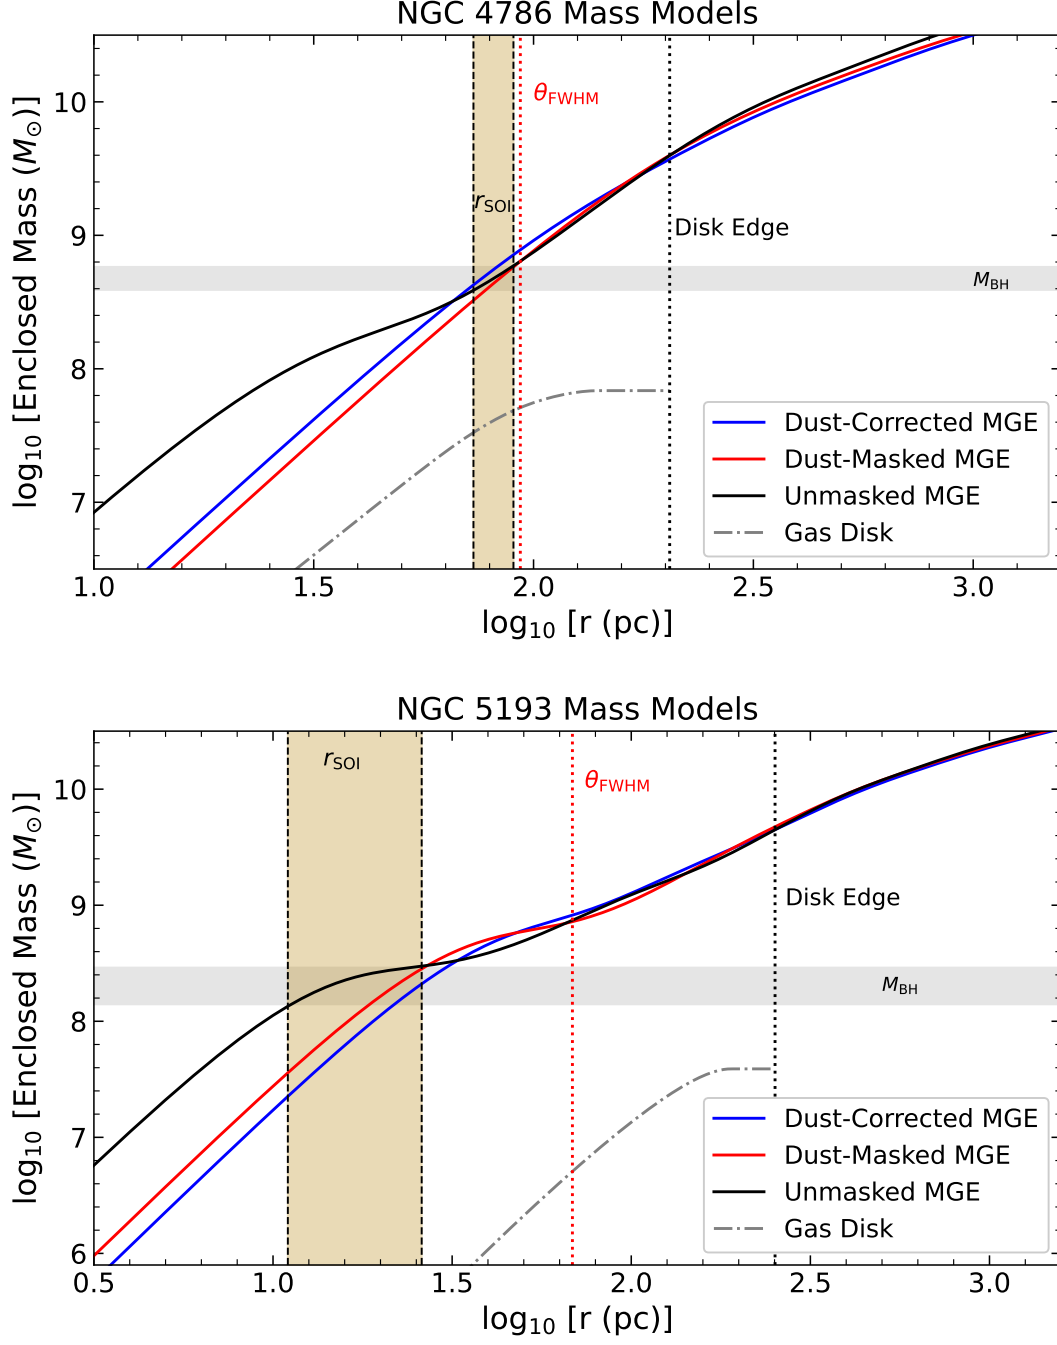 NGC 4786 Mass Models
log₁₀ [Enclosed Mass (M⊙)]
10
9
8
7
θFWHM
rSOI
Disk Edge
MBH
Dust-Corrected MGE
Dust-Masked MGE
Unmasked MGE
Gas Disk
1.0 1.5 2.0 2.5 3.0
log₁₀ [r (pc)]
NGC 5193 Mass Models
log₁₀ [Enclosed Mass (M⊙)]
10
9
8
7
6
rSOI
θFWHM
Disk Edge
MBH
Dust-Corrected MGE
Dust-Masked MGE
Unmasked MGE
Gas Disk
0.5 1.0 1.5 2.0 2.5 3.0
log₁₀ [r (pc)]